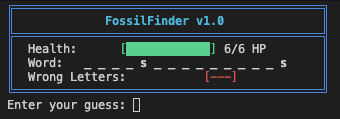 FossilFinder v1.0
Health: [ ] 6/6 HP
Word: _ _ _ _ s _ _ _ _ _ _ _ _ _ s
Wrong Letters: [———]
Enter your guess: